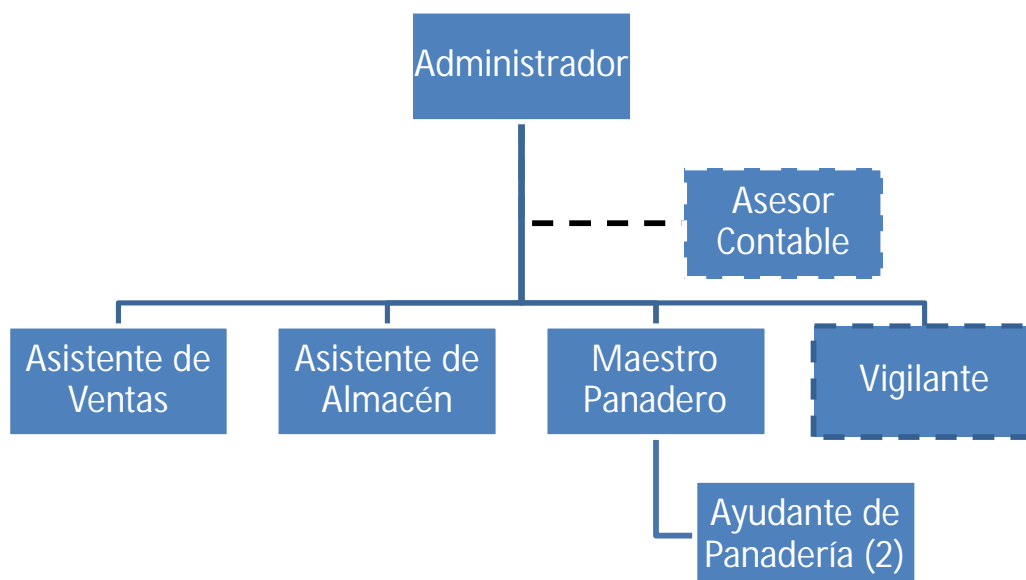 Administrador
Asesor
Contable
Asistente de
Ventas
Asistente de
Almacén
Maestro
Panadero
Vigilante
Ayudante de
Panadería (2)